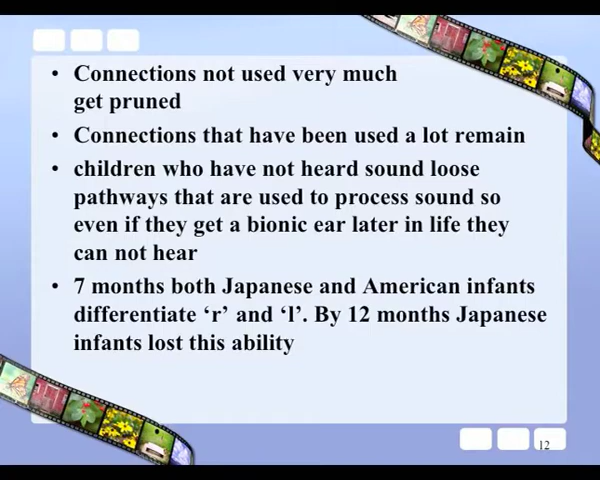 • Connections not used very much
get pruned
• Connections that have been used a lot remain
• children who have not heard sound loose
pathways that are used to process sound so
even if they get a bionic ear later in life they
can not hear
• 7 months both Japanese and American infants
differentiate ‘r’ and ‘l’. By 12 months Japanese
infants lost this ability
12